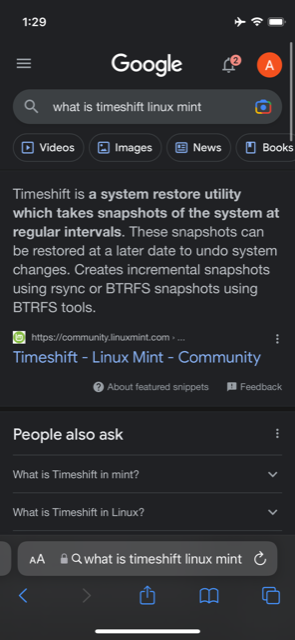 1:29
Google
2
A
what is timeshift linux mint
Videos
Images
News
Books
Timeshift is a system restore utility
which takes snapshots of the system at
regular intervals. These snapshots can
be restored at a later date to undo system
changes. Creates incremental snapshots
using rsync or BTRFS snapshots using
BTRFS tools.
https://community.linuxmint.com › ...
Timeshift - Linux Mint - Community
About featured snippets
Feedback
People also ask
What is Timeshift in mint?
What is Timeshift in Linux?
AA
what is timeshift linux mint